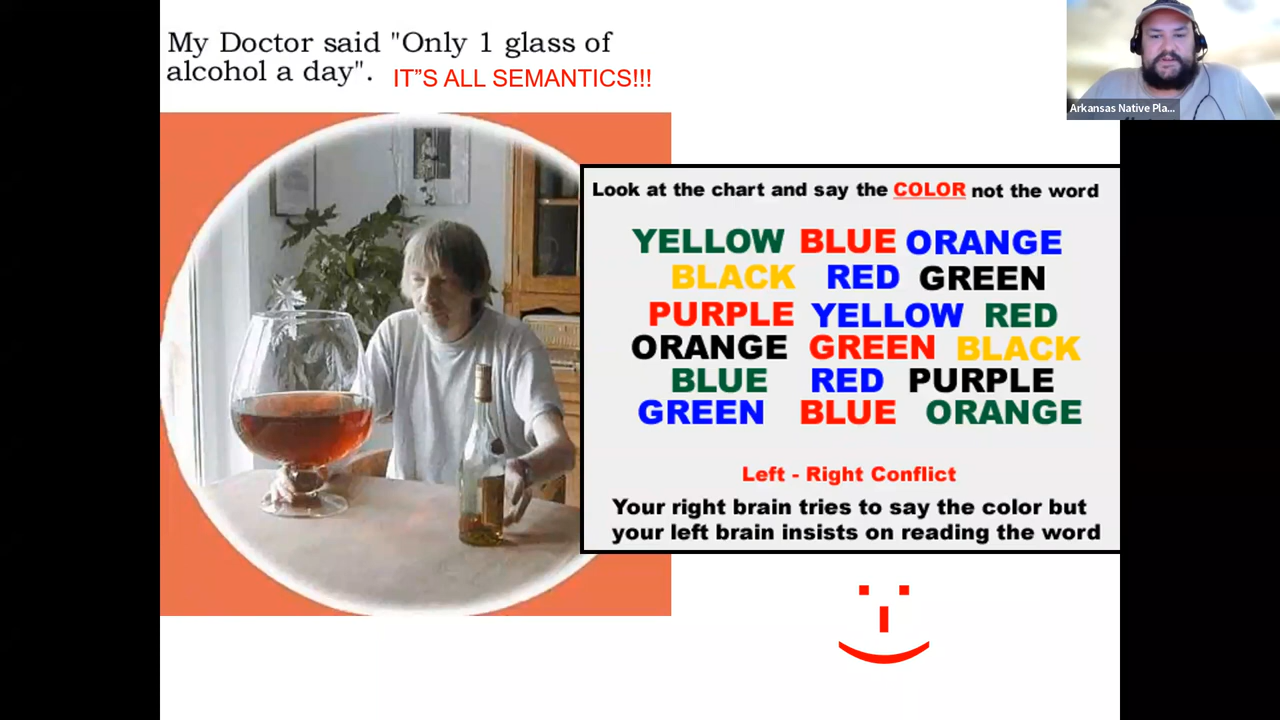 My Doctor said "Only 1 glass of
alcohol a day".
IT"S ALL SEMANTICS!!!
Arkansas Native Pla...
Look at the chart and say the COLOR not the word
YELLOW BLUE ORANGE
BLACK RED GREEN
PURPLE YELLOW RED
ORANGE GREEN BLACK
BLUE RED PURPLE
GREEN BLUE ORANGE
Left - Right Conflict
Your right brain tries to say the color but
your left brain insists on reading the word